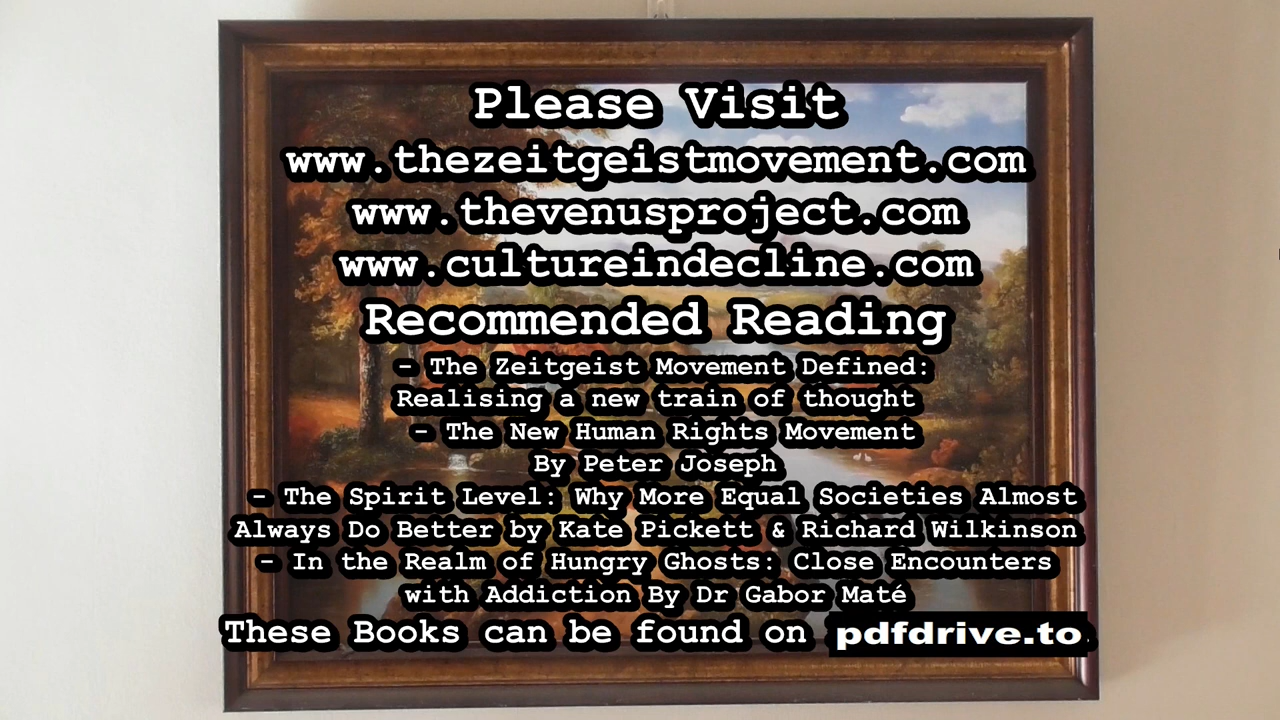 Please Visit
www.thezeitgeistmovement.com
www.thevenusproject.com
www.cultureindecline.com
Recommended Reading
- The Zeitgeist Movement Defined:
Realising a new train of thought
- The New Human Rights Movement
By Peter Joseph
- The Spirit Level: Why More Equal Societies Almost
Always Do Better by Kate Pickett & Richard Wilkinson
- In the Realm of Hungry Ghosts: Close Encounters
with Addiction By Dr Gabor Maté
These Books can be found on pdfdrive.to